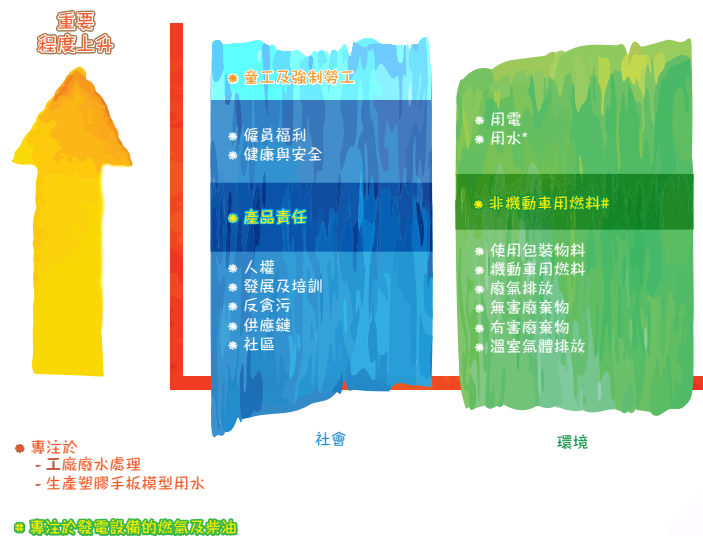 重要
程度上升
童工及強制勞工
僱員福利
健康與安全
產品責任
人權
發展及培訓
反貪污
供應鏈
社區
用電
用水*
非機動車用燃料#
使用包裝物料
機動車用燃料
廢氣排放
無害廢棄物
有害廢棄物
溫室氣體排放
社會
環境
專注於
- 工廠廢水處理
- 生產塑膠手板模型用水
# 專注於發電設備的燃氣及柴油